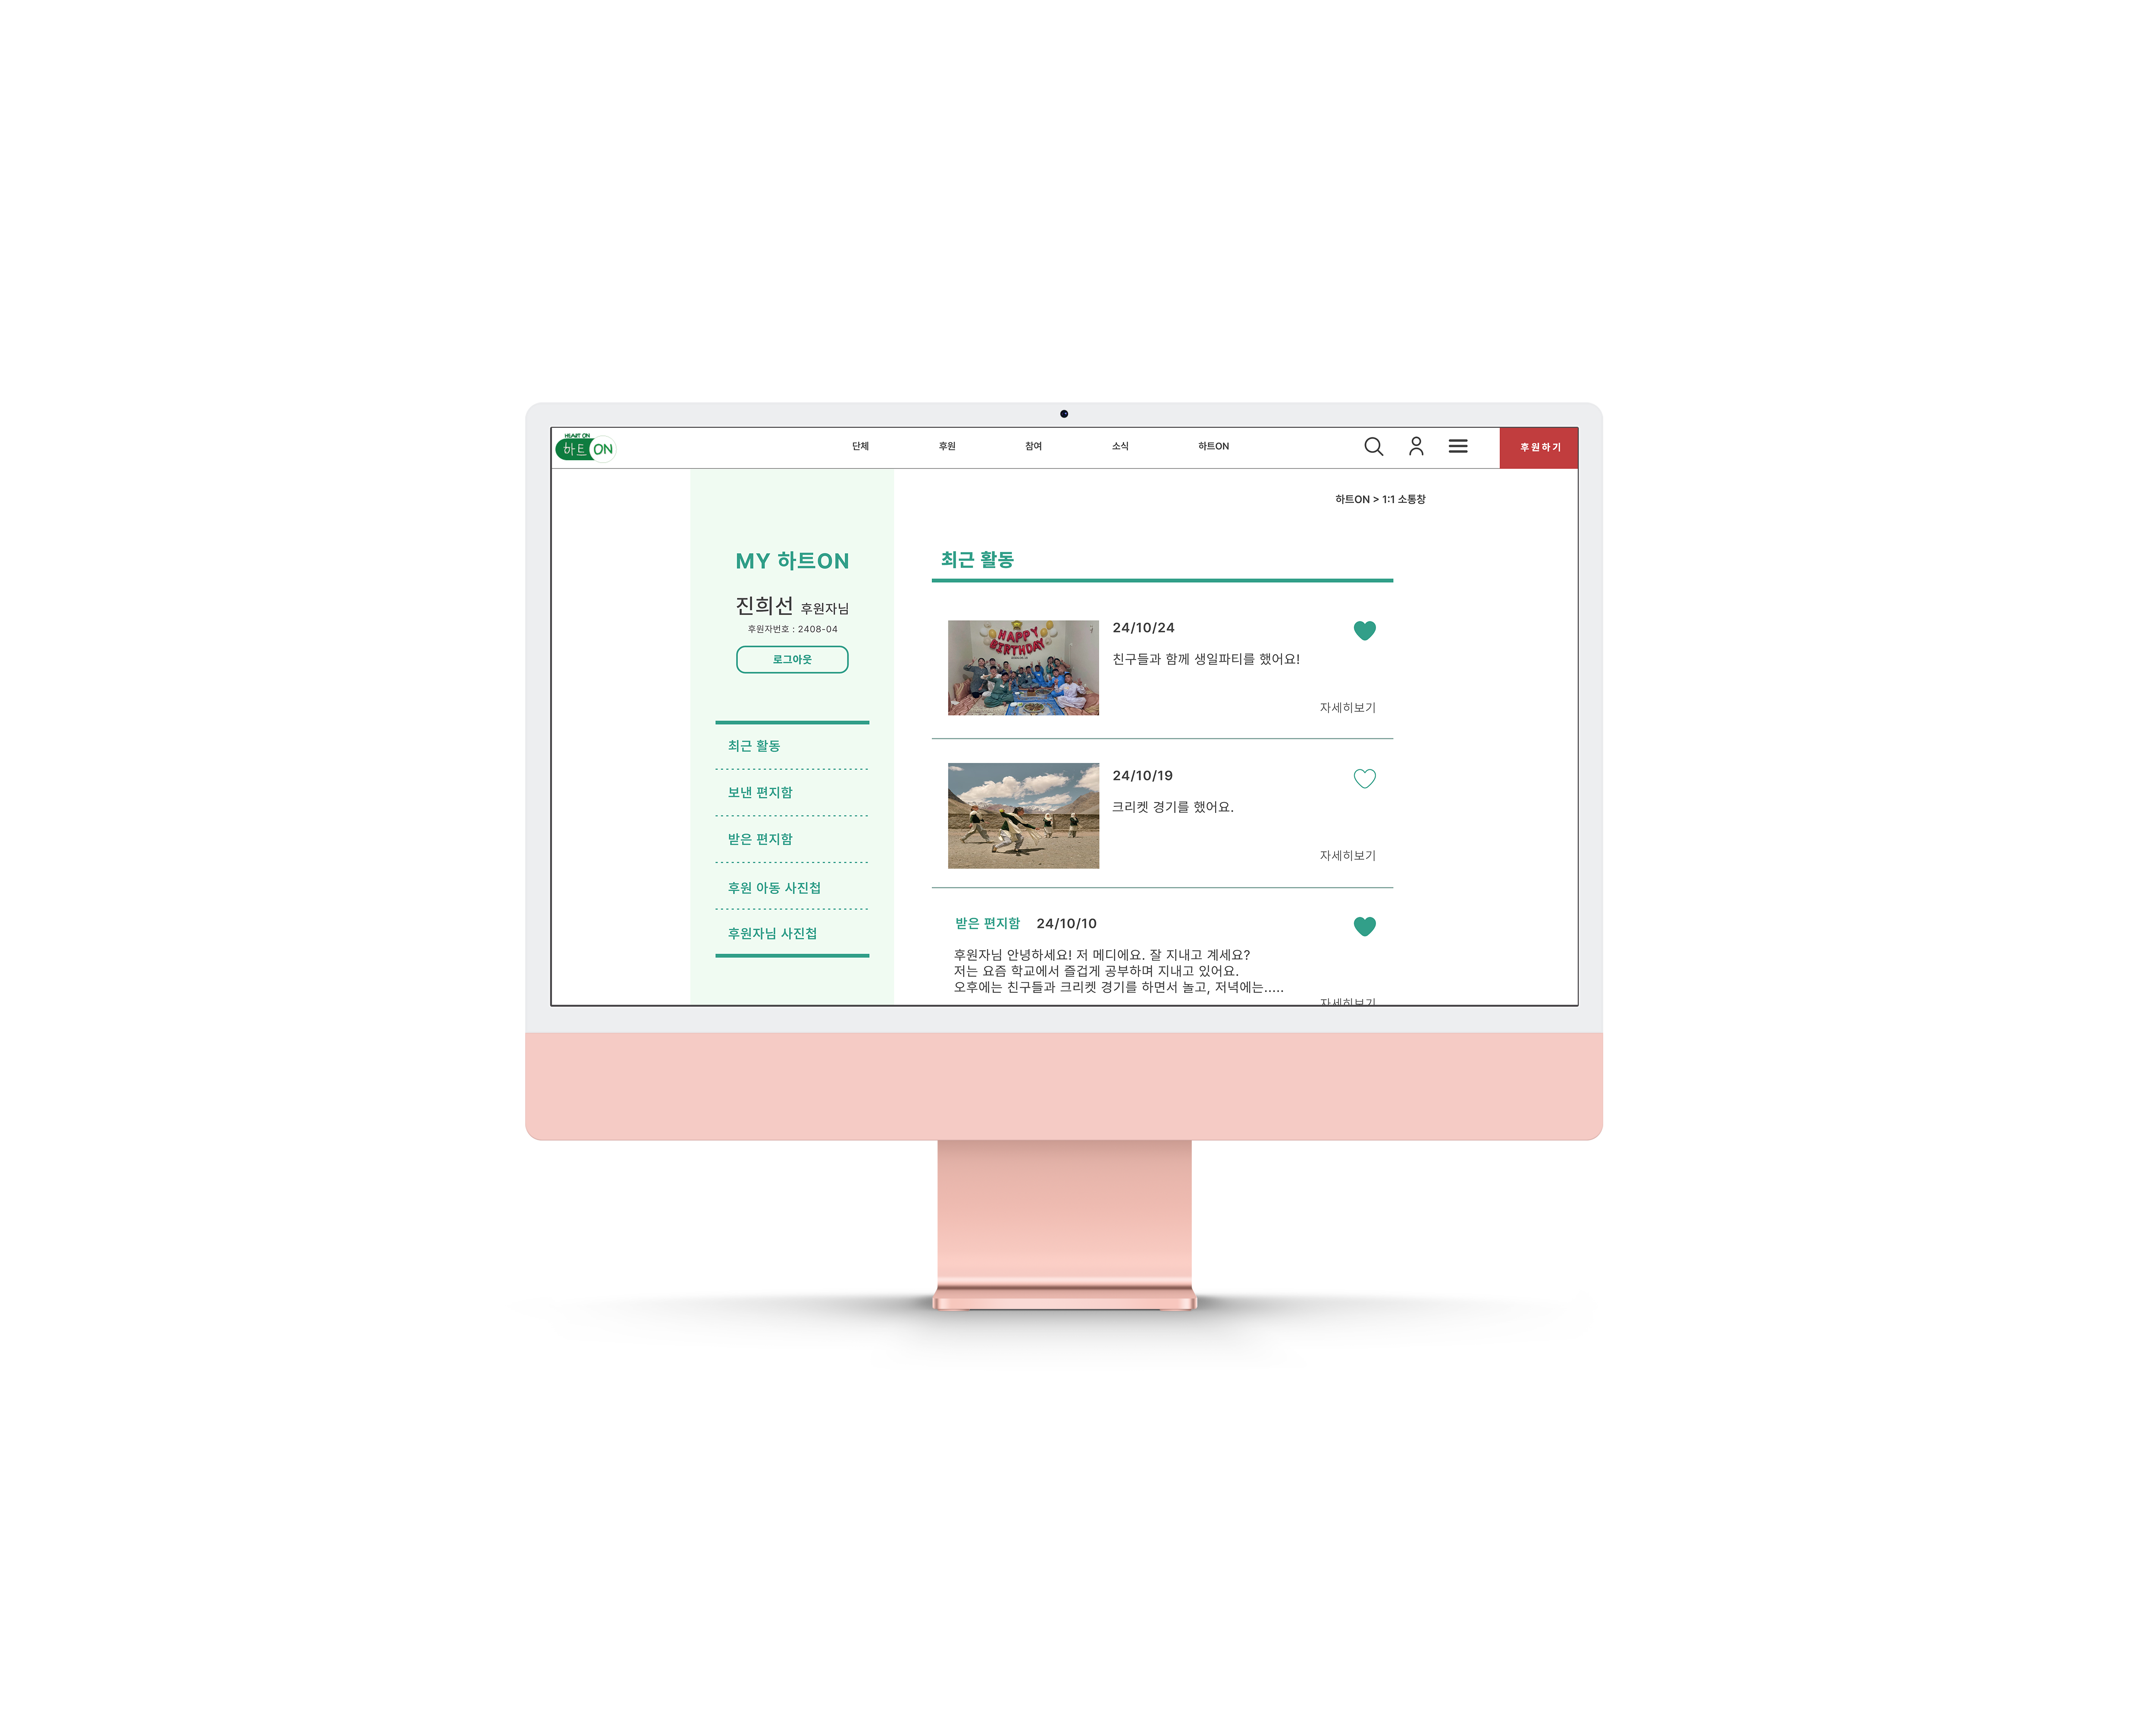 HEART ON
하트 ON
단체 후원 참여 소식 하트ON
후원하기
하트ON > 1:1 소통창
MY 하트ON
진희선 후원자님
후원자번호 : 2408-04
로그아웃
최근 활동
보낸 편지함
받은 편지함
후원 아동 사진첩
후원자님 사진첩
최근 활동
HAPPY
BIRTHDAY
24/10/24
친구들과 함께 생일파티를 했어요!
자세히보기
24/10/19
크리켓 경기를 했어요.
자세히보기
받은 편지함 24/10/10
후원자님 안녕하세요! 저 메디에요. 잘 지내고 계세요?
저는 요즘 학교에서 즐겁게 공부하며 지내고 있어요.
오후에는 친구들과 크리켓 경기를 하면서 놀고, 저녁에는.....
자세히보기